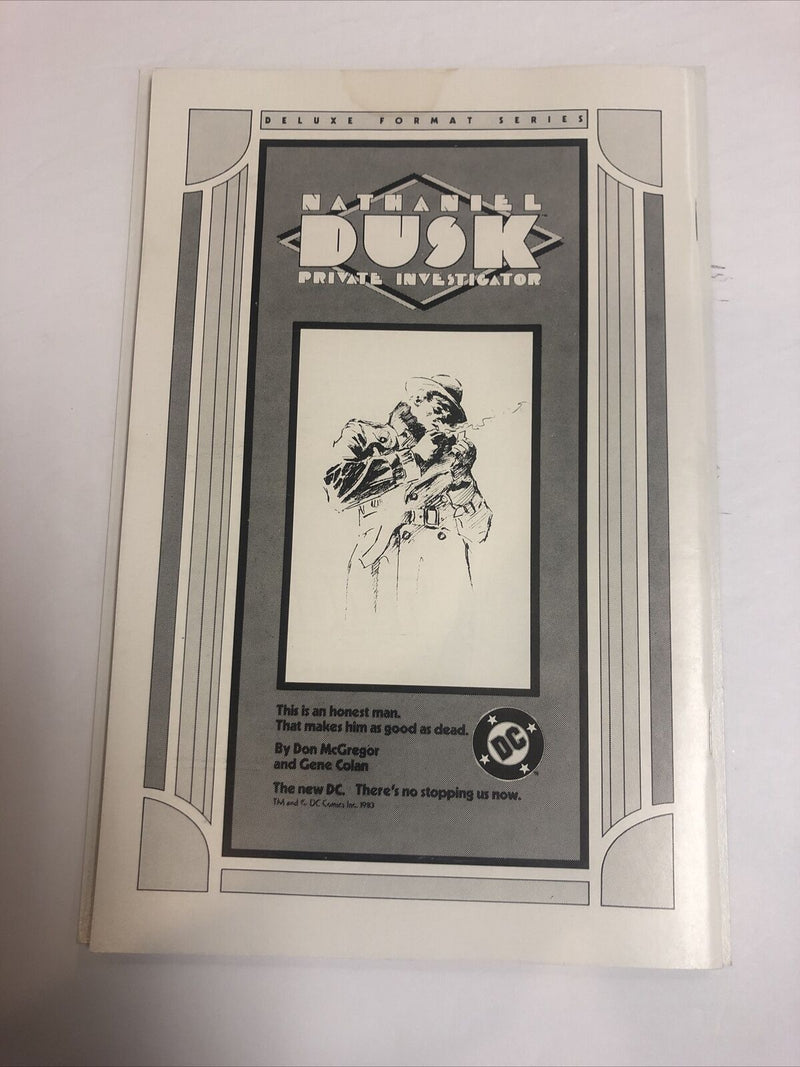 DELUXE FORMAT SERIES
NATHANIEL
DUSK™
PRIVATE INVESTIGATOR
This is an honest man.
That makes him as good as dead.
By Don McGregor
and Gene Colan
DC
™
The new DC. There's no stopping us now.
TM and © DC Comics Inc. 1983